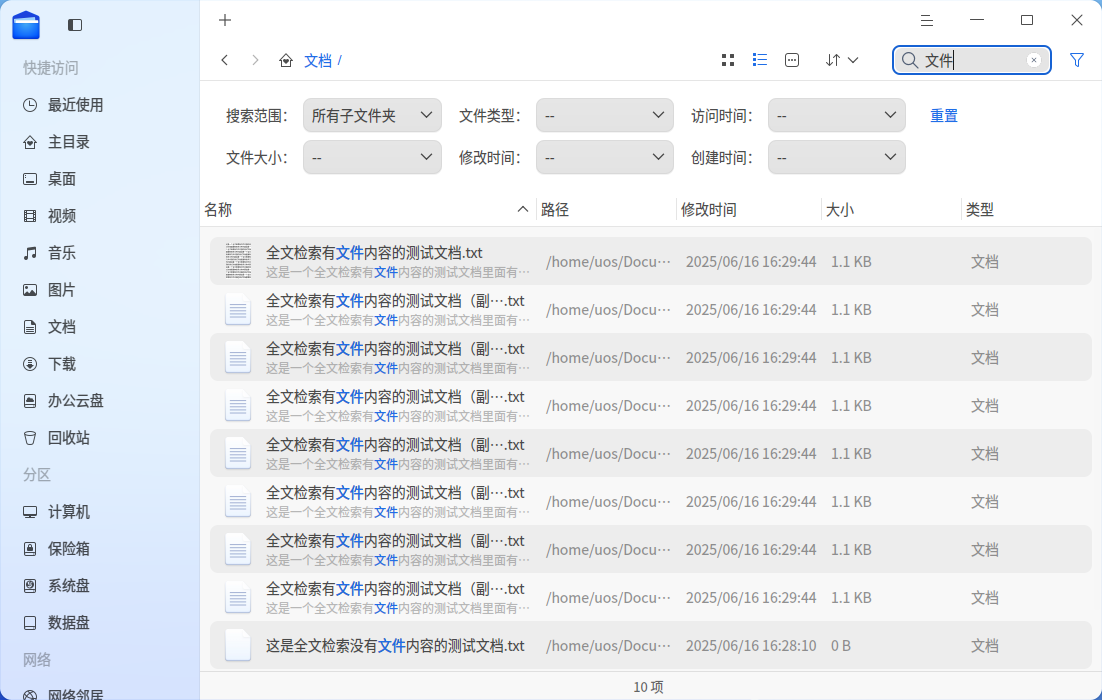 快捷访问
最近使用
主目录
桌面
视频
音乐
图片
文档
下载
办公云盘
回收站
分区
计算机
保险箱
系统盘
数据盘
网络
网络邻居
文档 /
文件
搜索范围: 所有子文件夹 文件类型: -- 访问时间: -- 重置
文件大小: -- 修改时间: -- 创建时间: --
名称 路径 修改时间 大小 类型
全文检索有文件内容的测试文档.txt
这是一个全文检索有文件内容的测试文档里面有… /home/uos/Docu… 2025/06/16 16:29:44 1.1 KB 文档
全文检索有文件内容的测试文档（副….txt
这是一个全文检索有文件内容的测试文档里面有… /home/uos/Docu… 2025/06/16 16:29:44 1.1 KB 文档
全文检索有文件内容的测试文档（副….txt
这是一个全文检索有文件内容的测试文档里面有… /home/uos/Docu… 2025/06/16 16:29:44 1.1 KB 文档
全文检索有文件内容的测试文档（副….txt
这是一个全文检索有文件内容的测试文档里面有… /home/uos/Docu… 2025/06/16 16:29:44 1.1 KB 文档
全文检索有文件内容的测试文档（副….txt
这是一个全文检索有文件内容的测试文档里面有… /home/uos/Docu… 2025/06/16 16:29:44 1.1 KB 文档
全文检索有文件内容的测试文档（副….txt
这是一个全文检索有文件内容的测试文档里面有… /home/uos/Docu… 2025/06/16 16:29:44 1.1 KB 文档
全文检索有文件内容的测试文档（副….txt
这是一个全文检索有文件内容的测试文档里面有… /home/uos/Docu… 2025/06/16 16:29:44 1.1 KB 文档
全文检索有文件内容的测试文档（副….txt
这是一个全文检索有文件内容的测试文档里面有… /home/uos/Docu… 2025/06/16 16:29:44 1.1 KB 文档
这是全文检索没有文件内容的测试文档.txt /home/uos/Docu… 2025/06/16 16:28:10 0 B 文档
10 项